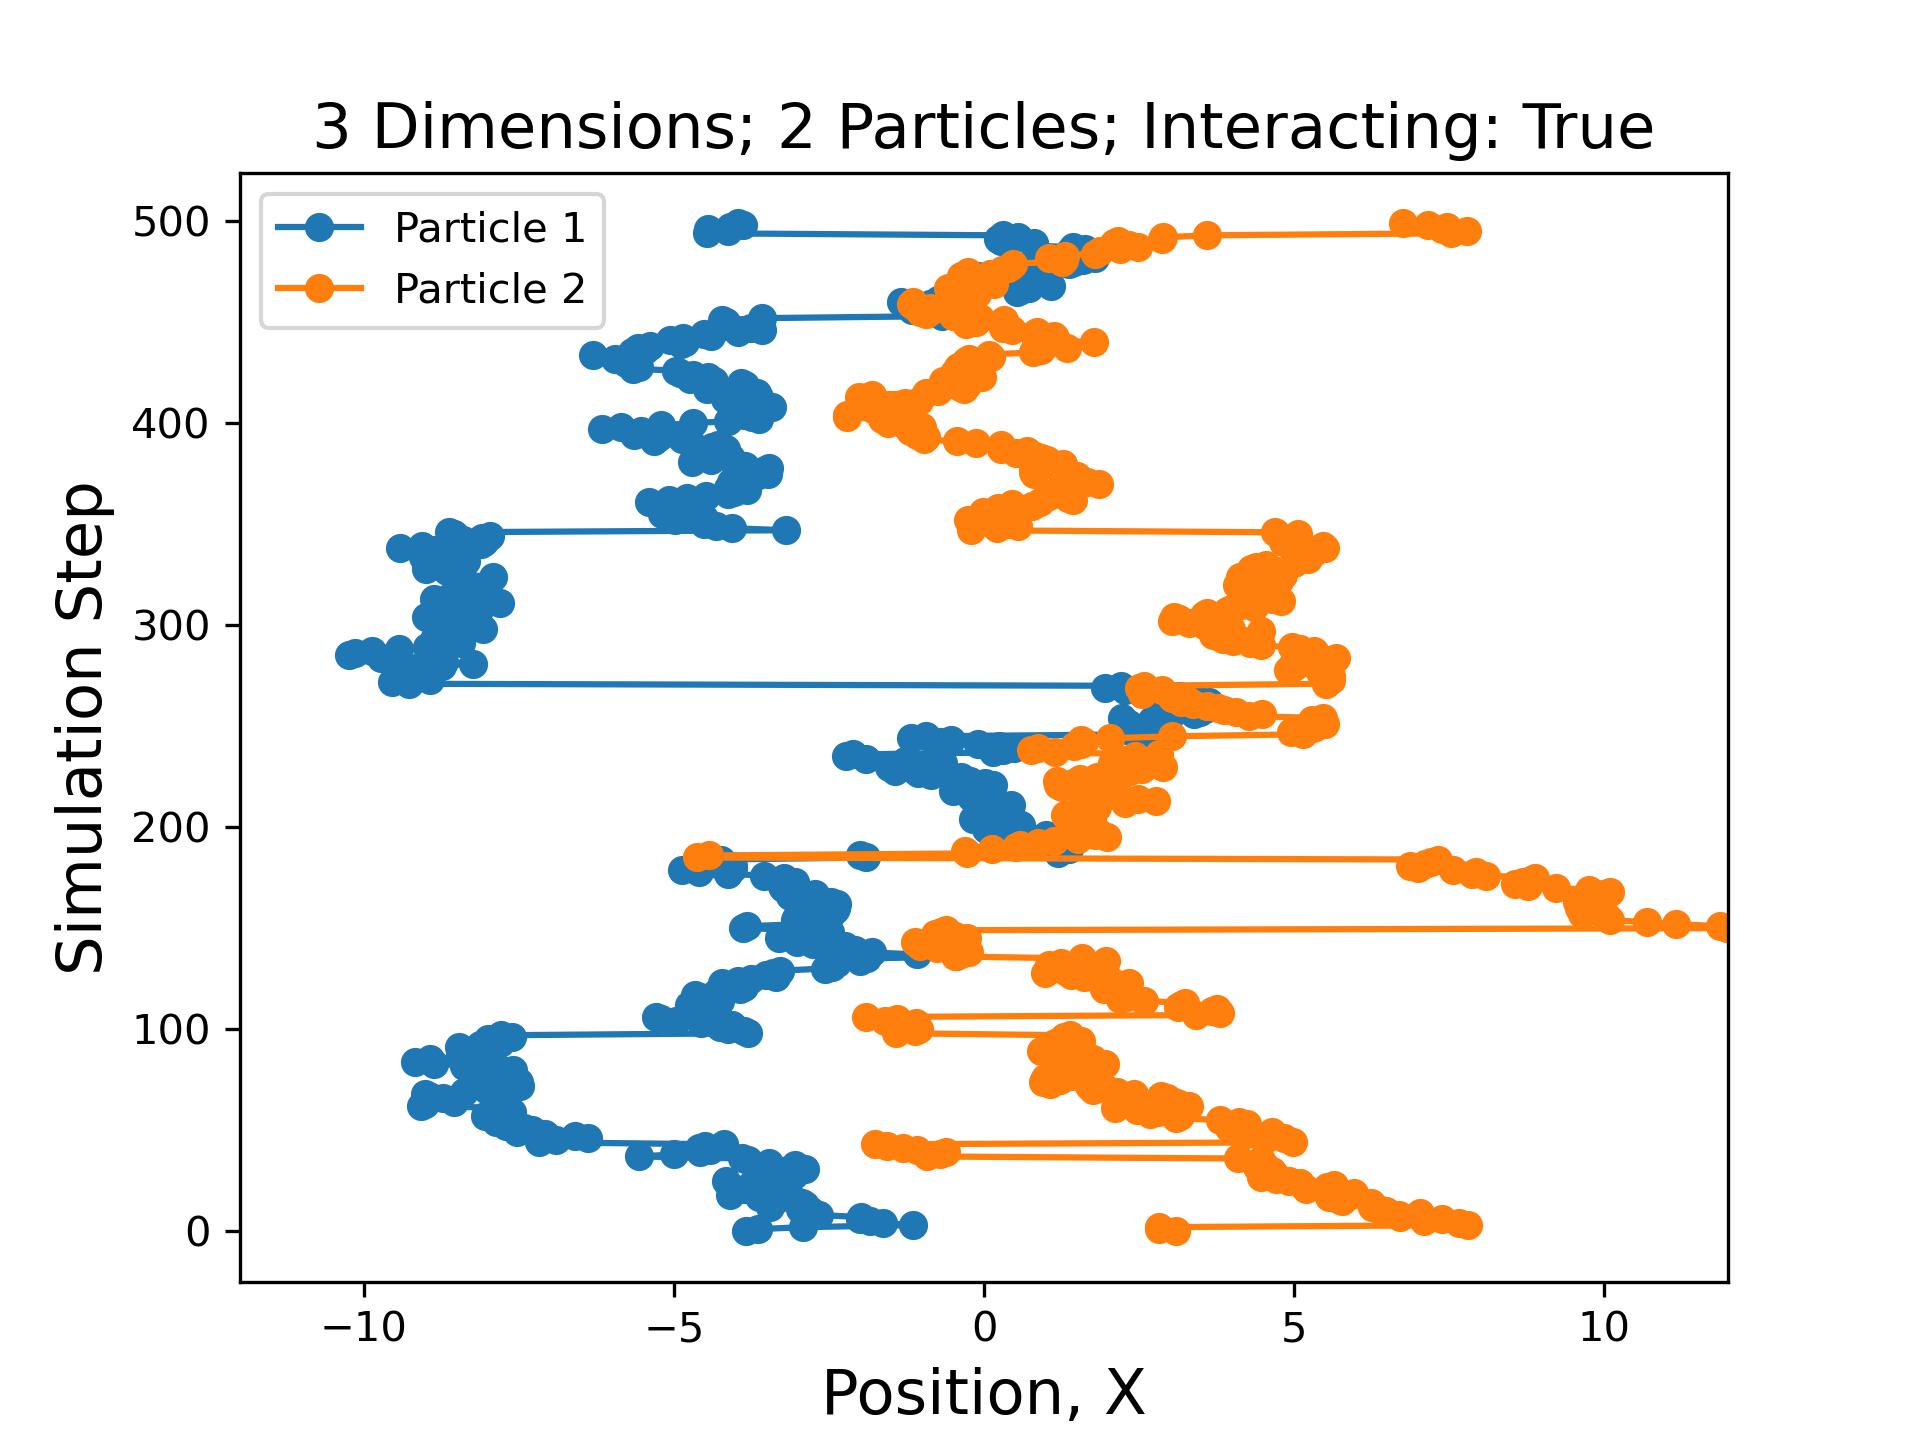 3 Dimensions; 2 Particles; Interacting: True
Particle 1
Particle 2
500
400
300
200
100
0
Simulation Step
−10
−5
0
5
10
Position, X